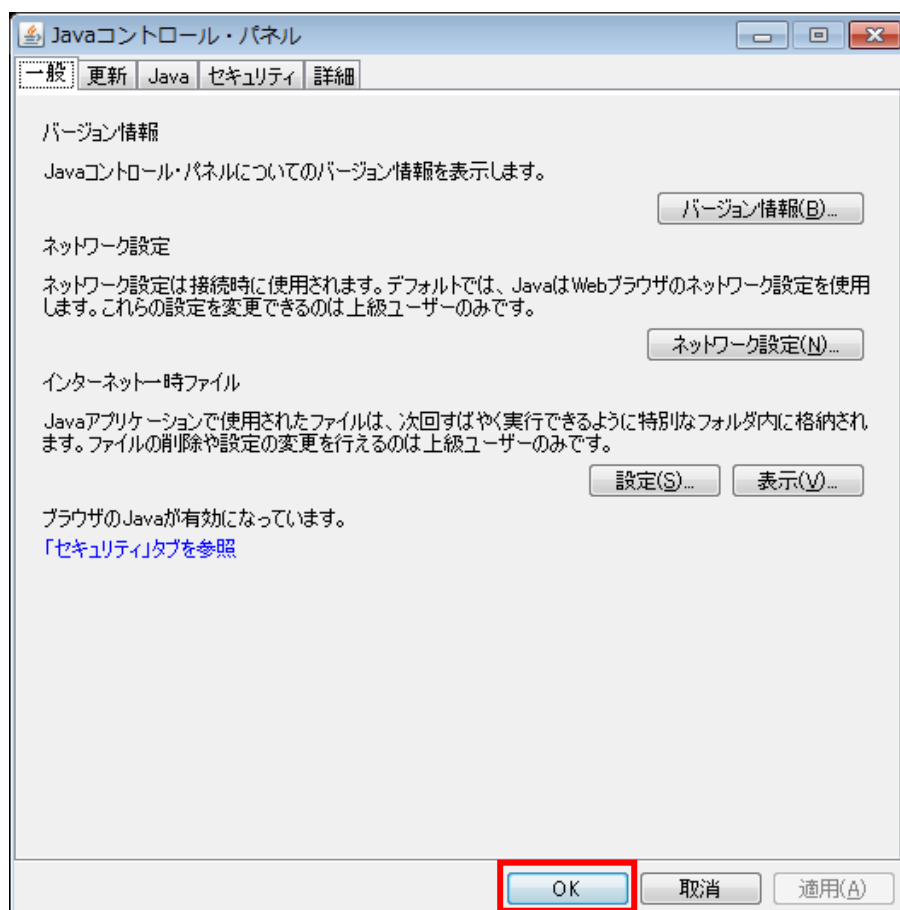 Javaコントロール・パネル
一般 更新 Java セキュリティ 詳細
バージョン情報
Javaコントロール・パネルについてのバージョン情報を表示します。
バージョン情報(B)...
ネットワーク設定
ネットワーク設定は接続時に使用されます。デフォルトでは、JavaはWebブラウザのネットワーク設定を使用
します。これらの設定を変更できるのは上級ユーザーのみです。
ネットワーク設定(N)...
インターネット一時ファイル
Javaアプリケーションで使用されたファイルは、次回すばやく実行できるように特別なフォルダ内に格納され
ます。ファイルの削除や設定の変更を行えるのは上級ユーザーのみです。
設定(S)... 表示(V)...
ブラウザのJavaが有効になっています。
「セキュリティ」タブを参照
OK 取消 適用(A)